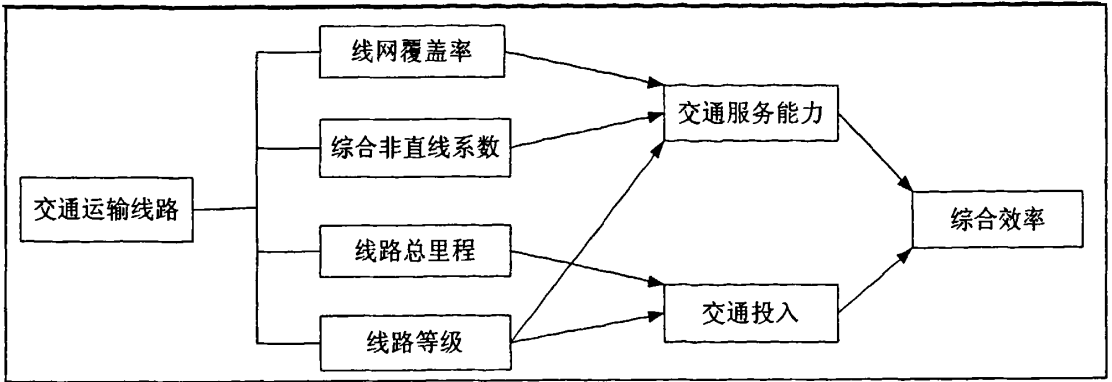 线网覆盖率
交通服务能力
综合非直线系数
交通运输线路
综合效率
线路总里程
交通投入
线路等级